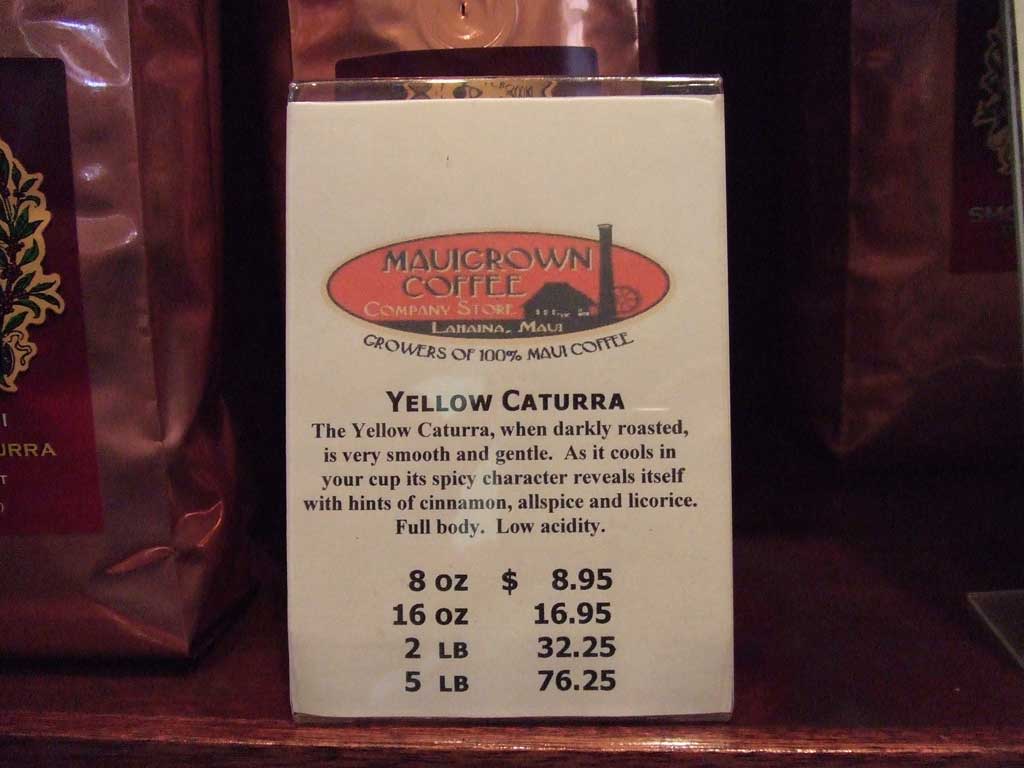 MAUIGROWN
COFFEE
COMPANY STORE
LAHAINA, MAUI
GROWERS OF 100% MAUI COFFEE
YELLOW CATURRA
The Yellow Caturra, when darkly roasted,
is very smooth and gentle. As it cools in
your cup its spicy character reveals itself
with hints of cinnamon, allspice and licorice.
Full body. Low acidity.
8 oz $ 8.95
16 oz 16.95
2 LB 32.25
5 LB 76.25